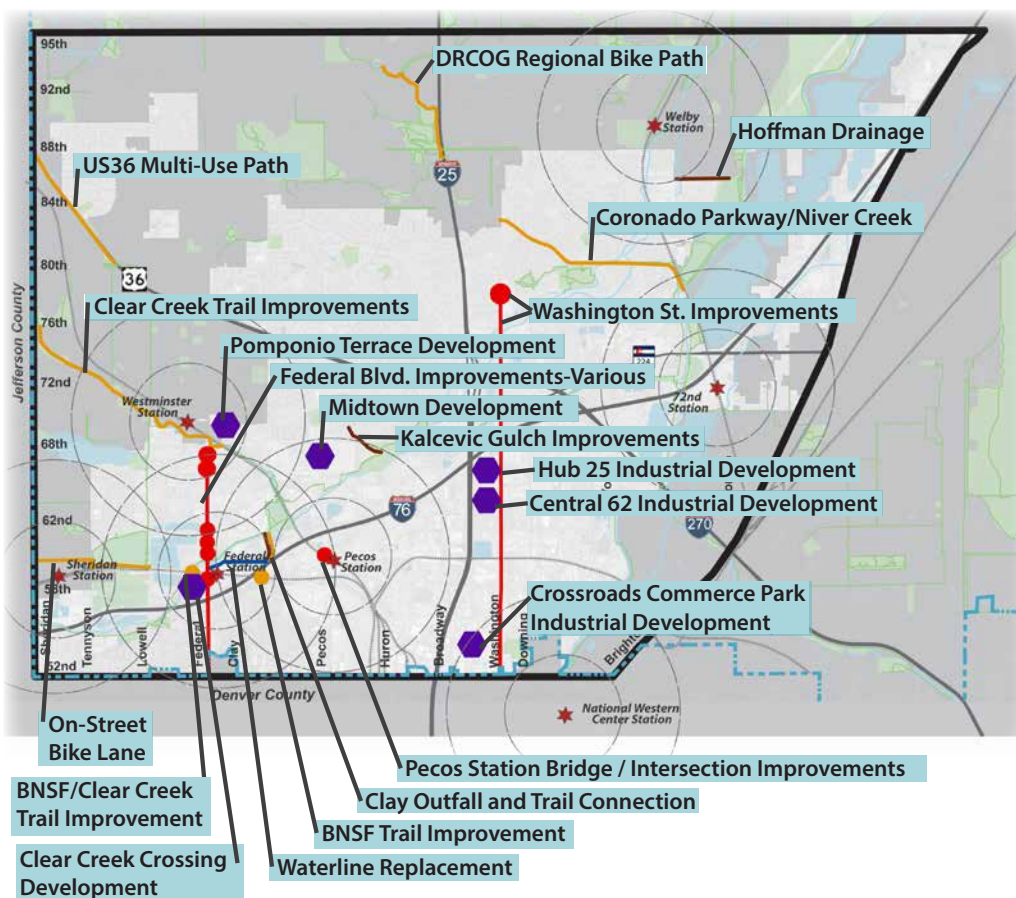 95th
DRCOG Regional Bike Path
92nd
Welby
Station
Hoffman Drainage
88th
US36 Multi-Use Path
25
84th
Coronado Parkway/Niver Creek
80th
36
Clear Creek Trail Improvements
Washington St. Improvements
76th
Jefferson County
Pomponio Terrace Development
224
Federal Blvd. Improvements-Various
72nd
Westminster
Station
Midtown Development
72nd
Station
68th
Kalcevic Gulch Improvements
Hub 25 Industrial Development
Central 62 Industrial Development
62nd
76
270
Sheridan
Station
Federal
Station
Pecos
Station
58th
Crossroads Commerce Park
Industrial Development
Sheridan
Tennyson
Lowell
Federal
Clay
Pecos
Huron
Broadway
Washington
Downing
Bright
52nd
Denver County
National Western
Center Station
On-Street
Bike Lane
Pecos Station Bridge / Intersection Improvements
BNSF/Clear Creek
Trail Improvement
Clay Outfall and Trail Connection
BNSF Trail Improvement
Clear Creek Crossing
Development
Waterline Replacement